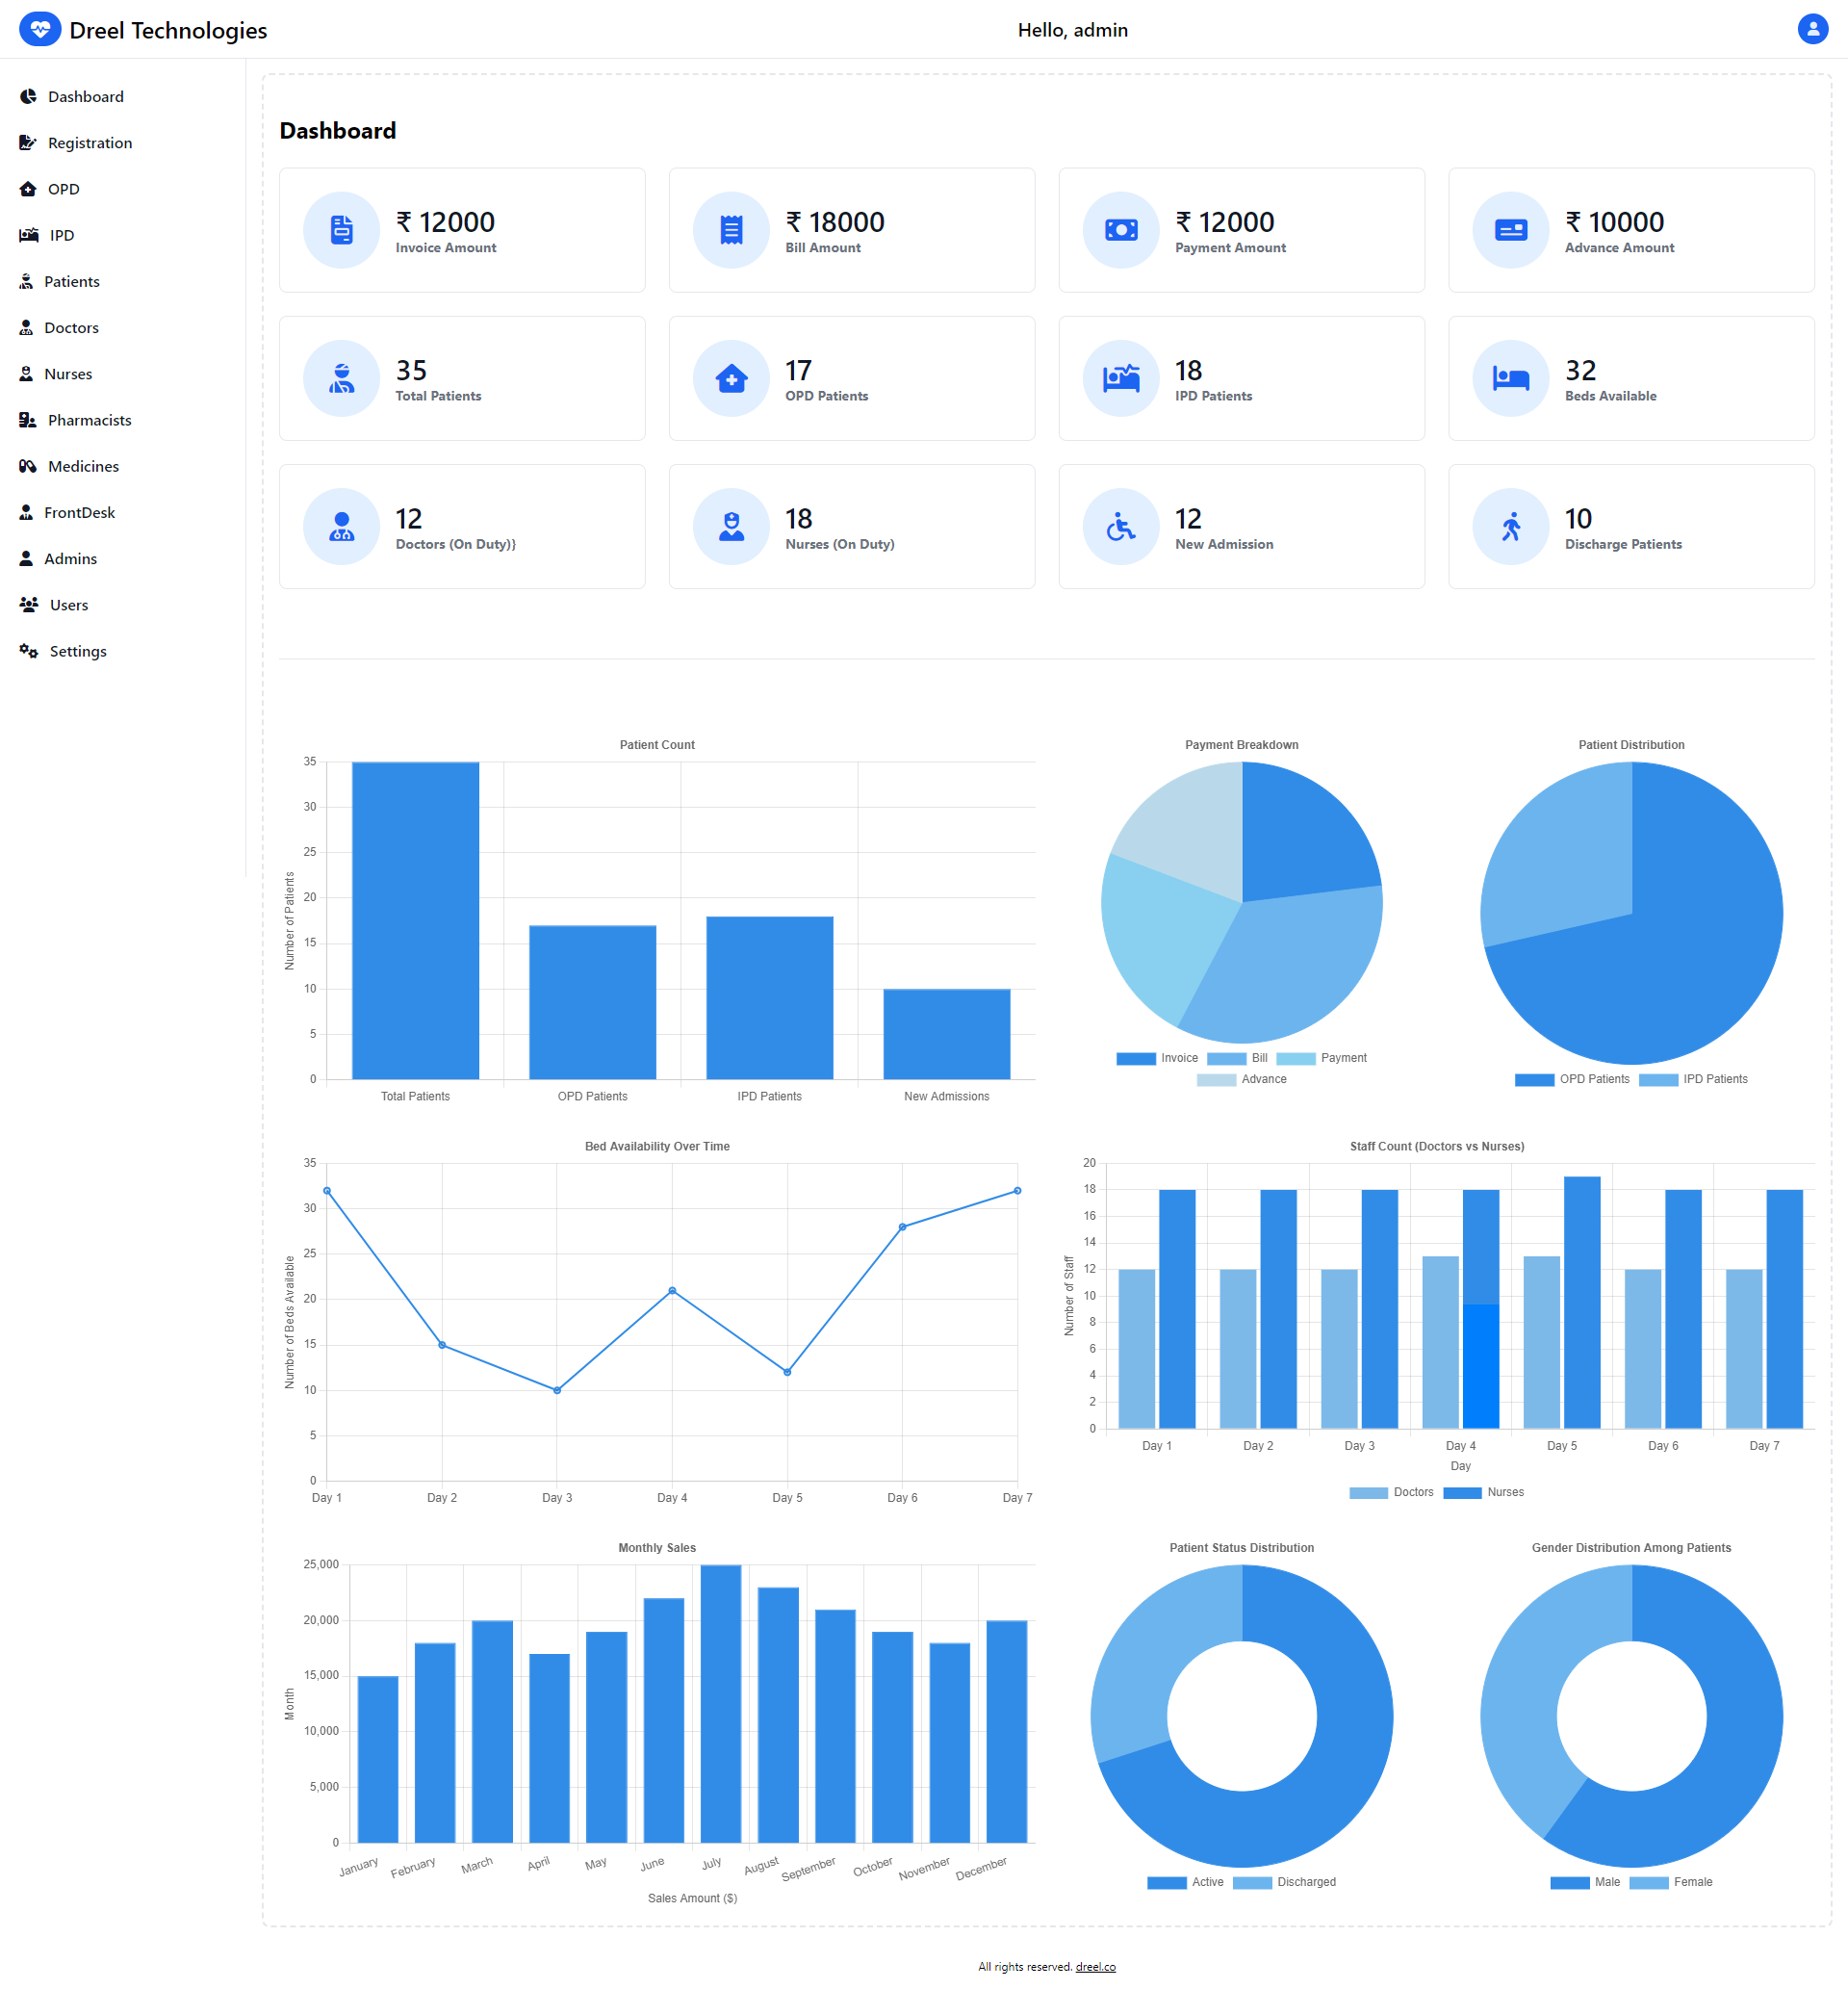 Dreel Technologies
Hello, admin
Dashboard
Registration
OPD
IPD
Patients
Doctors
Nurses
Pharmacists
Medicines
FrontDesk
Admins
Users
Settings
Dashboard
₹ 12000
Invoice Amount
₹ 18000
Bill Amount
₹ 12000
Payment Amount
₹ 10000
Advance Amount
35
Total Patients
17
OPD Patients
18
IPD Patients
32
Beds Available
12
Doctors (On Duty)}
18
Nurses (On Duty)
12
New Admission
10
Discharge Patients
Patient Count
Number of Patients
35
30
25
20
15
10
5
0
Total Patients
OPD Patients
IPD Patients
New Admissions
Payment Breakdown
Invoice
Bill
Payment
Advance
Patient Distribution
OPD Patients
IPD Patients
Bed Availability Over Time
Number of Beds Available
35
30
25
20
15
10
5
0
Day 1
Day 2
Day 3
Day 4
Day 5
Day 6
Day 7
Staff Count (Doctors vs Nurses)
Number of Staff
20
18
16
14
12
10
8
6
4
2
0
Day 1
Day 2
Day 3
Day 4
Day 5
Day 6
Day 7
Day
Doctors
Nurses
Monthly Sales
Month
25,000
20,000
15,000
10,000
5,000
0
January
February
March
April
May
June
July
August
September
October
November
December
Sales Amount ($)
Patient Status Distribution
Active
Discharged
Gender Distribution Among Patients
Male
Female
All rights reserved. dreel.co